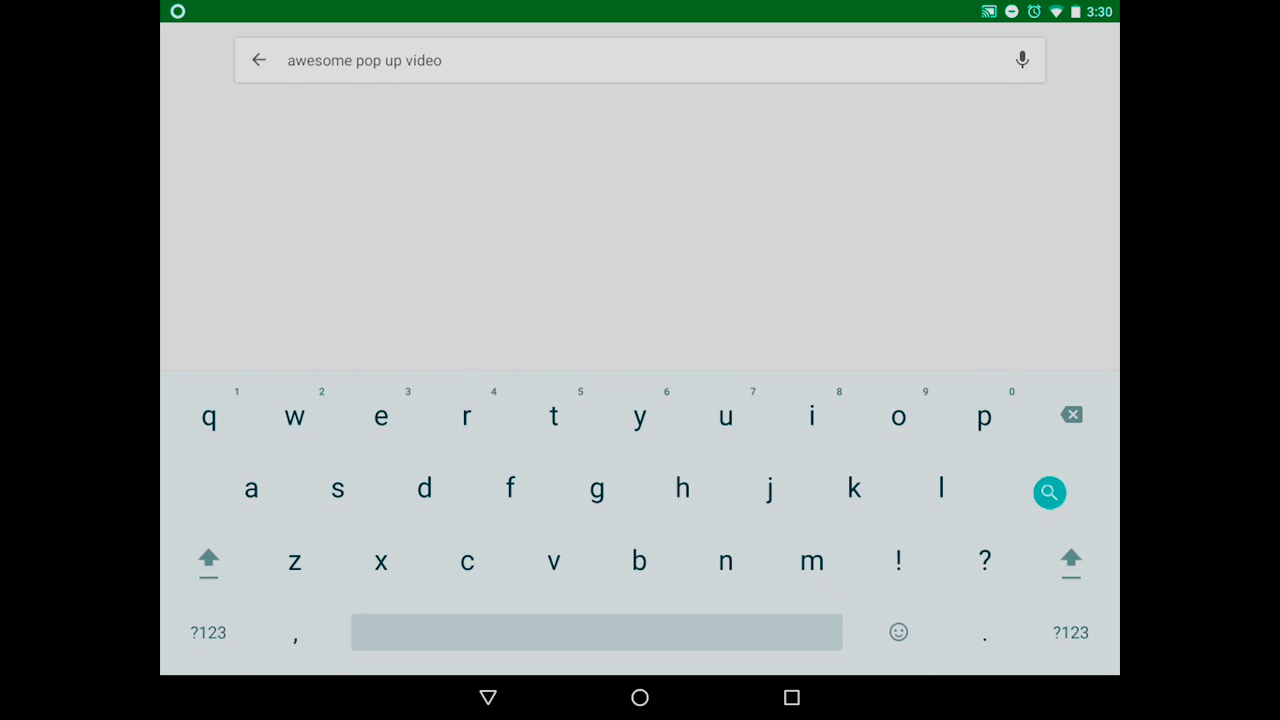 3:30
awesome pop up video
1 2 3 4 5 6 7 8 9 0
q w e r t y u i o p
a s d f g h j k l
z x c v b n m ! ?
?123 , . ?123